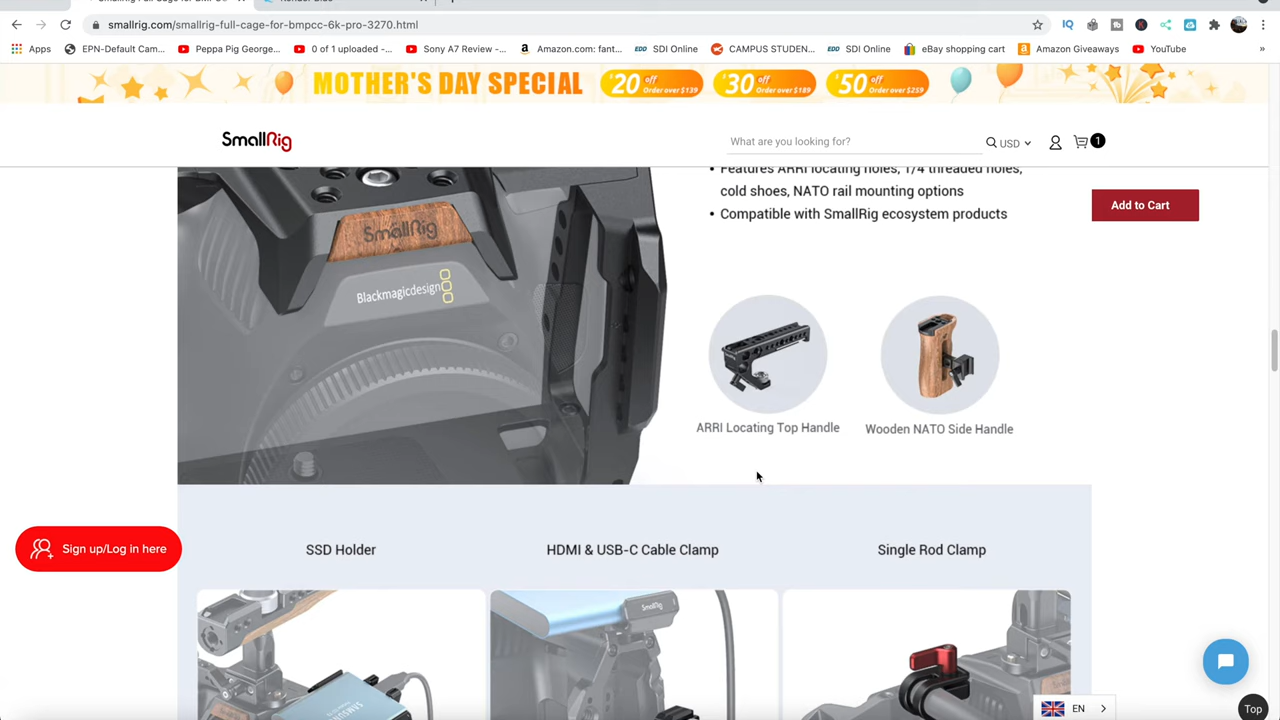 smallrig.com/smallrig-full-cage-for-bmpcc-6k-pro-3270.html
IQ
Apps
EPN-Default Cam...
Peppa Pig George...
0 of 1 uploaded -...
Sony A7 Review -...
Amazon.com: fant...
EDD SDI Online
CAMPUS STUDEN...
EDD SDI Online
eBay shopping cart
Amazon Giveaways
YouTube
»
MOTHER'S DAY SPECIAL
$20 off Order over $139
$30 off Order over $189
$50 off Order over $259
SmallRig
What are you looking for?
USD
1
• Features ARRI locating holes, 1/4 threaded holes,
cold shoes, NATO rail mounting options
• Compatible with SmallRig ecosystem products
Add to Cart
SmallRig
Blackmagicdesign
ARRI Locating Top Handle
Wooden NATO Side Handle
Sign up/Log in here
SSD Holder
HDMI & USB-C Cable Clamp
Single Rod Clamp
SmallRig
SAMSUNG
EN
Top